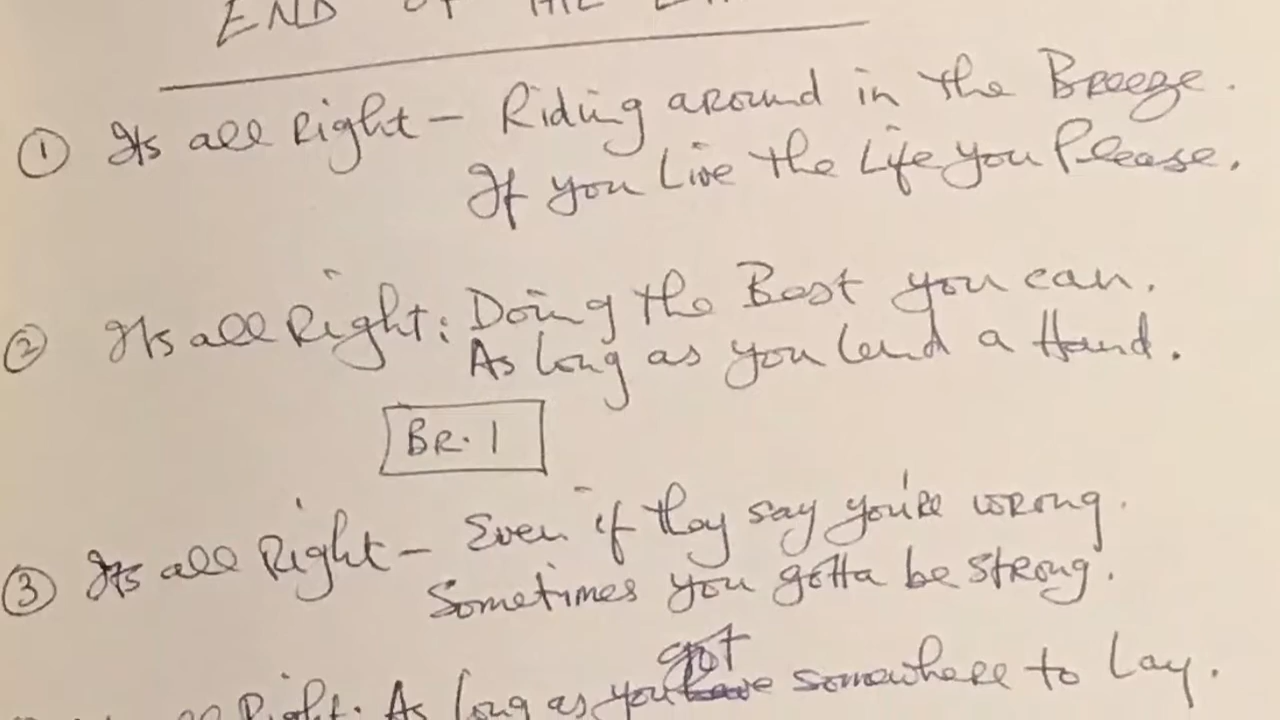 END OF THE
① Its all Right – Riding around in the Breeze.
If you Live the Life you Please.
② Its all Right: Doing the Best you can.
As long as you lend a Hand.
BR. 1
③ Its all Right – Even if they say you're wrong.
Sometimes you gotta be strong.
got
Right: As long as you have somewhere to Lay.